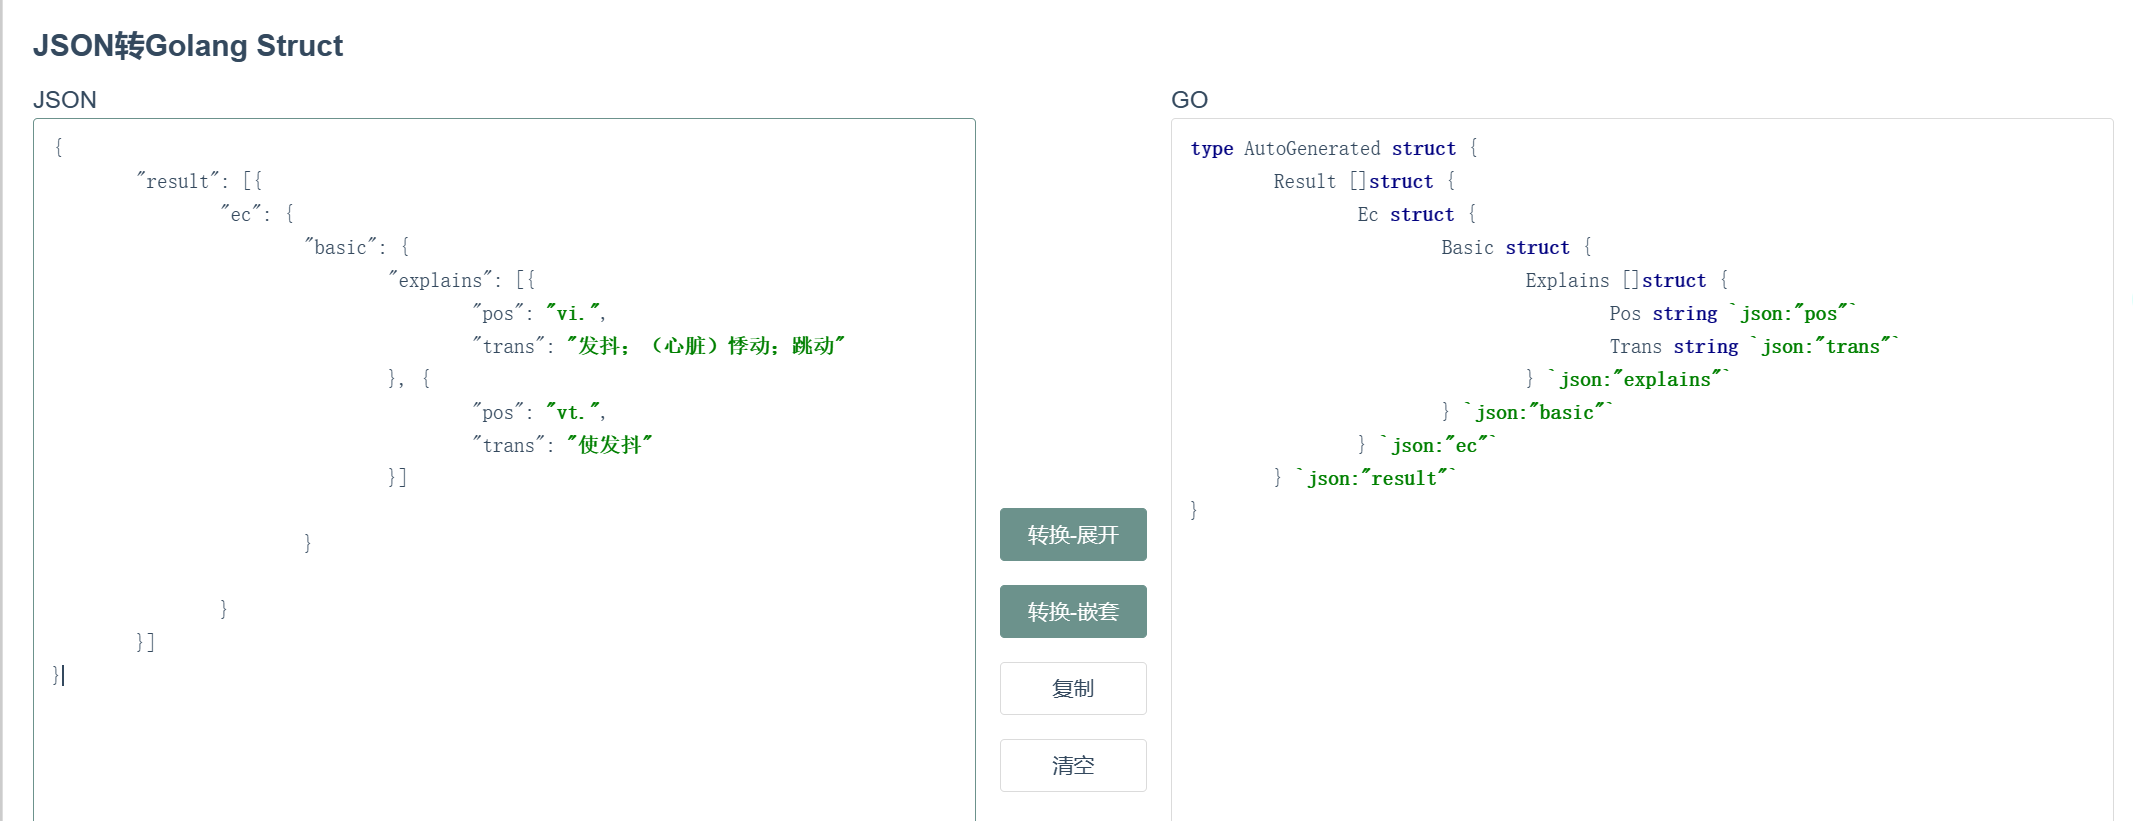 JSON转Golang Struct
JSON
{
"result": [{
"ec": {
"basic": {
"explains": [{
"pos": "vi.",
"trans": "发抖；（心脏）悸动；跳动"
}, {
"pos": "vt.",
"trans": "使发抖"
}]
}
}
}]
}
转换-展开
转换-嵌套
复制
清空
GO
type AutoGenerated struct {
Result []struct {
Ec struct {
Basic struct {
Explains []struct {
Pos string `json:"pos"`
Trans string `json:"trans"`
} `json:"explains"`
} `json:"basic"`
} `json:"ec"`
} `json:"result"`
}